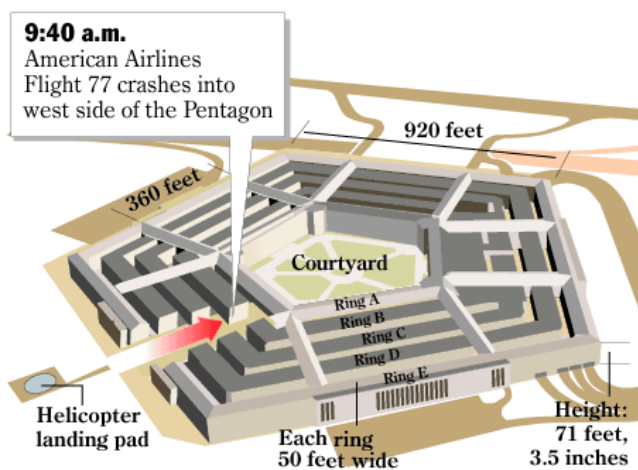 9:40 a.m.
American Airlines
Flight 77 crashes into
west side of the Pentagon
920 feet
360 feet
Courtyard
Ring A
Ring B
Ring C
Ring D
Ring E
Helicopter
landing pad
Each ring
50 feet wide
Height:
71 feet,
3.5 inches